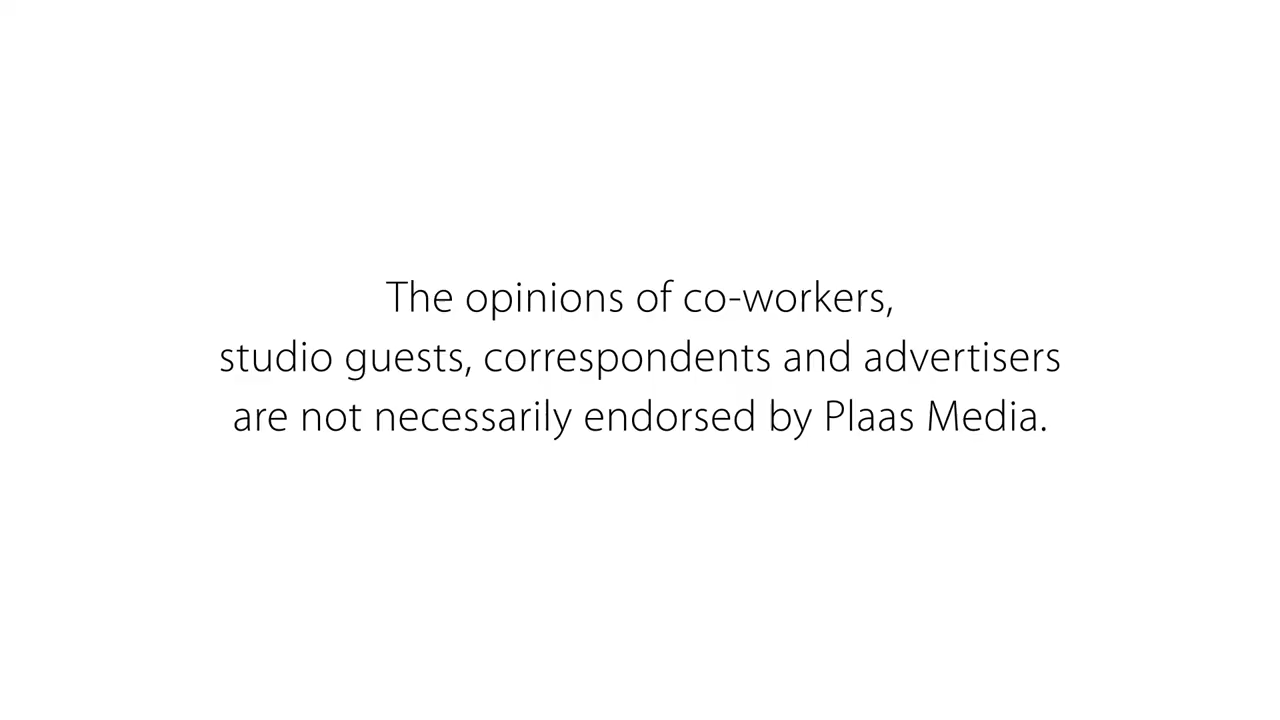 The opinions of co-workers,
studio guests, correspondents and advertisers
are not necessarily endorsed by Plaas Media.